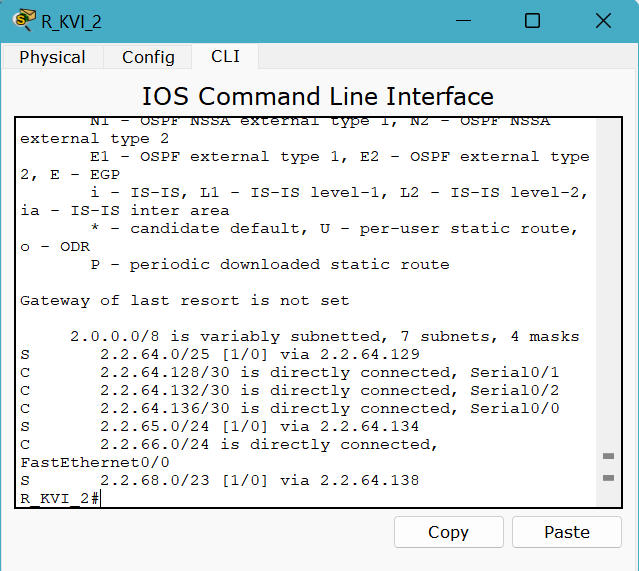 R_KVI_2
Physical Config CLI
IOS Command Line Interface
N1 - OSPF NSSA external type 1, N2 - OSPF NSSA
external type 2
E1 - OSPF external type 1, E2 - OSPF external type
2, E - EGP
i - IS-IS, L1 - IS-IS level-1, L2 - IS-IS level-2,
ia - IS-IS inter area
* - candidate default, U - per-user static route,
o - ODR
P - periodic downloaded static route
Gateway of last resort is not set
2.0.0.0/8 is variably subnetted, 7 subnets, 4 masks
S 2.2.64.0/25 [1/0] via 2.2.64.129
C 2.2.64.128/30 is directly connected, Serial0/1
C 2.2.64.132/30 is directly connected, Serial0/2
C 2.2.64.136/30 is directly connected, Serial0/0
S 2.2.65.0/24 [1/0] via 2.2.64.134
C 2.2.66.0/24 is directly connected,
FastEthernet0/0
S 2.2.68.0/23 [1/0] via 2.2.64.138
R_KVI_2#
Copy Paste